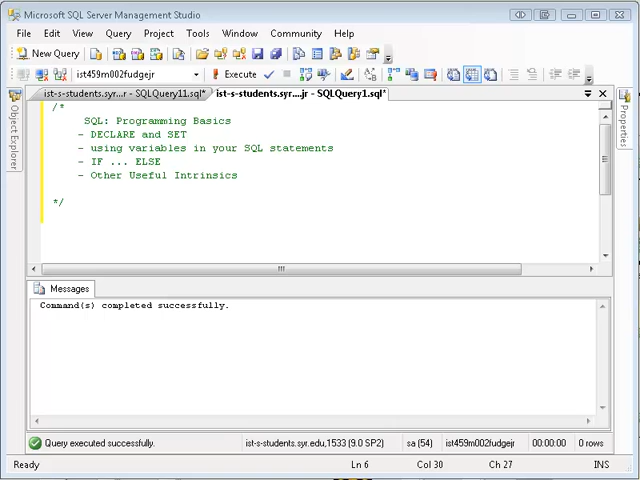 Microsoft SQL Server Management Studio
File Edit View Query Project Tools Window Community Help
New Query
ist459m002fudgejr Execute
ist-s-students.syr...r - SQLQuery11.sql* ist-s-students.syr....jr - SQLQuery1.sql*
Object Explorer
Properties
/*
SQL: Programming Basics
- DECLARE and SET
- using variables in your SQL statements
- IF ... ELSE
- Other Useful Intrinsics
*/
Messages
Command(s) completed successfully.
Query executed successfully. ist-s-students.syr.edu,1533 (9.0 SP2) sa (54) ist459m002fudgejr 00:00:00 0 rows
Ready Ln 6 Col 30 Ch 27 INS